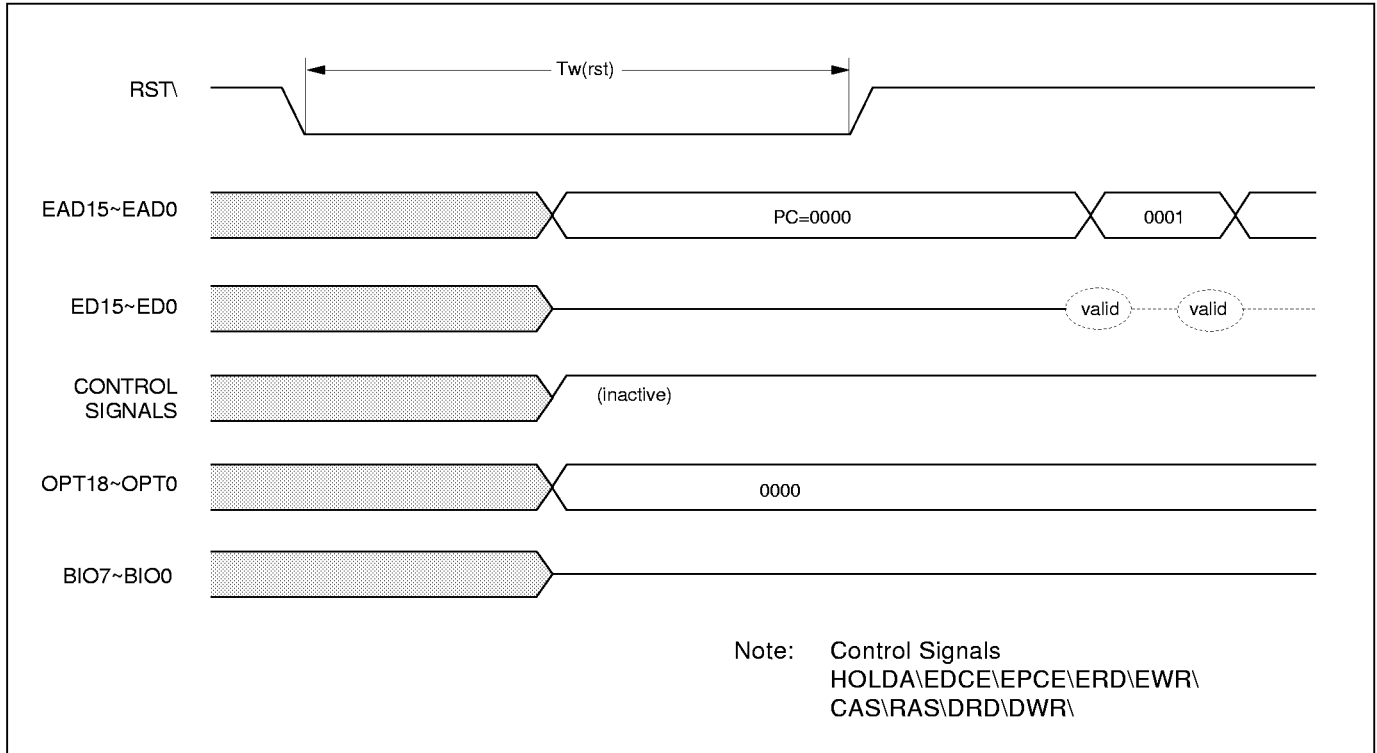 Tw(rst)
RST\
EAD15~EAD0
PC=0000
0001
ED15~ED0
valid
valid
CONTROL
SIGNALS
(inactive)
OPT18~OPT0
0000
BIO7~BIO0
Note: Control Signals
HOLDA\EDCE\EPCE\ERD\EWR\
CAS\RAS\DRD\DWR\